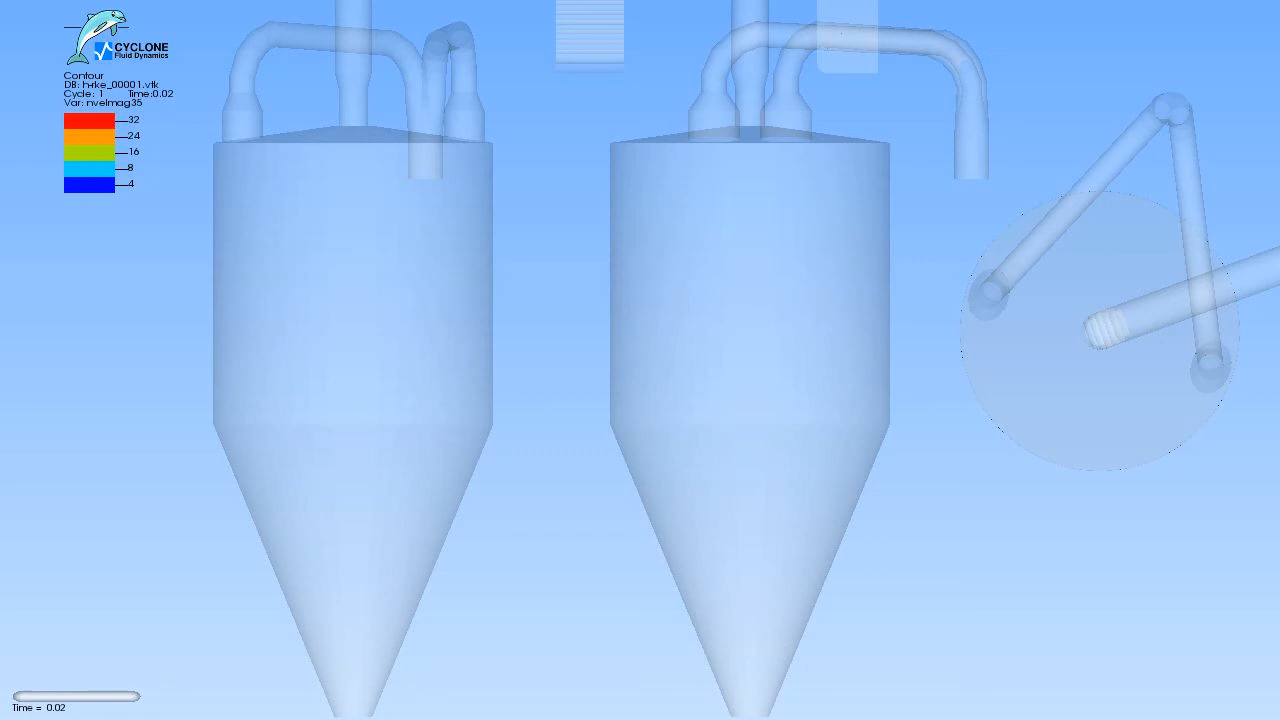 CYCLONE
Fluid Dynamics
Contour
DB: h-rke_00001.vtk
Cycle: 1 Time:0.02
Var: nvelmag35
32
24
16
8
4
Time = 0.02